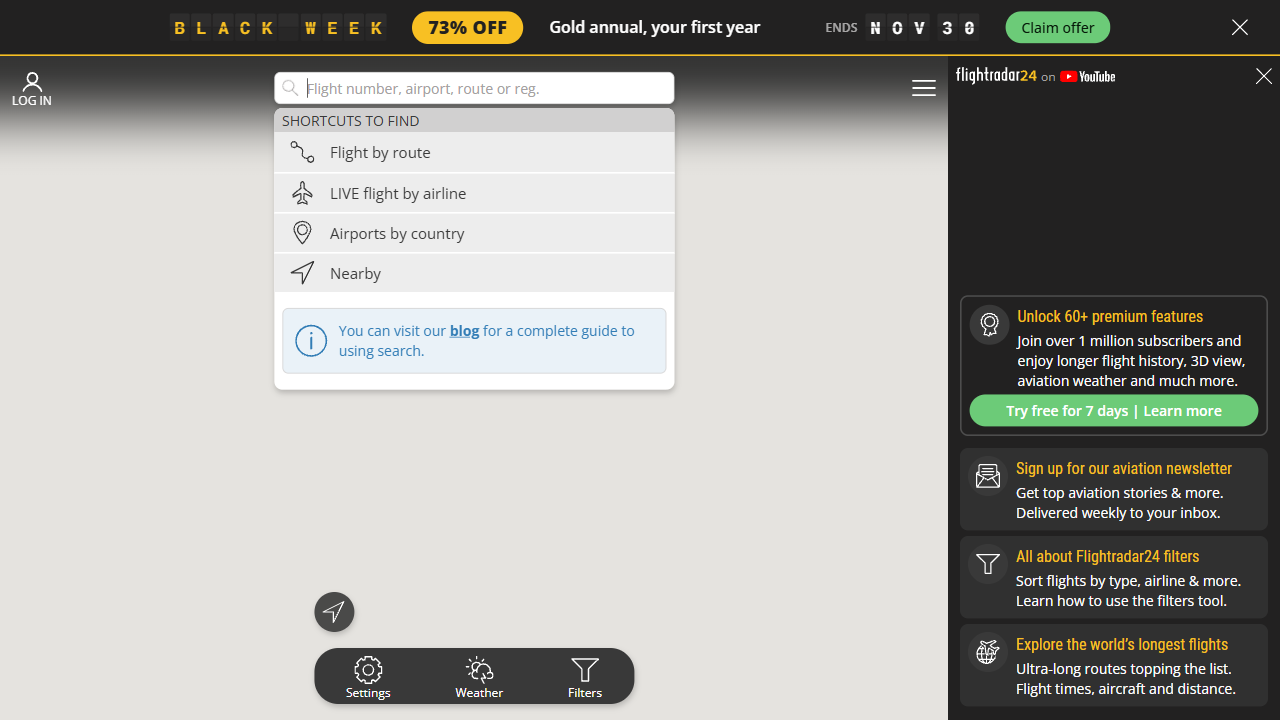 BLACK WEEK
73% OFF
Gold annual, your first year
ENDS
NOV 30
Claim offer
LOG IN
Flight number, airport, route or reg.
SHORTCUTS TO FIND
Flight by route
LIVE flight by airline
Airports by country
Nearby
You can visit our blog for a complete guide to
using search.
Settings
Weather
Filters
flightradar24 on YouTube
Unlock 60+ premium features
Join over 1 million subscribers and
enjoy longer flight history, 3D view,
aviation weather and much more.
Try free for 7 days | Learn more
Sign up for our aviation newsletter
Get top aviation stories & more.
Delivered weekly to your inbox.
All about Flightradar24 filters
Sort flights by type, airline & more.
Learn how to use the filters tool.
Explore the world’s longest flights
Ultra-long routes topping the list.
Flight times, aircraft and distance.